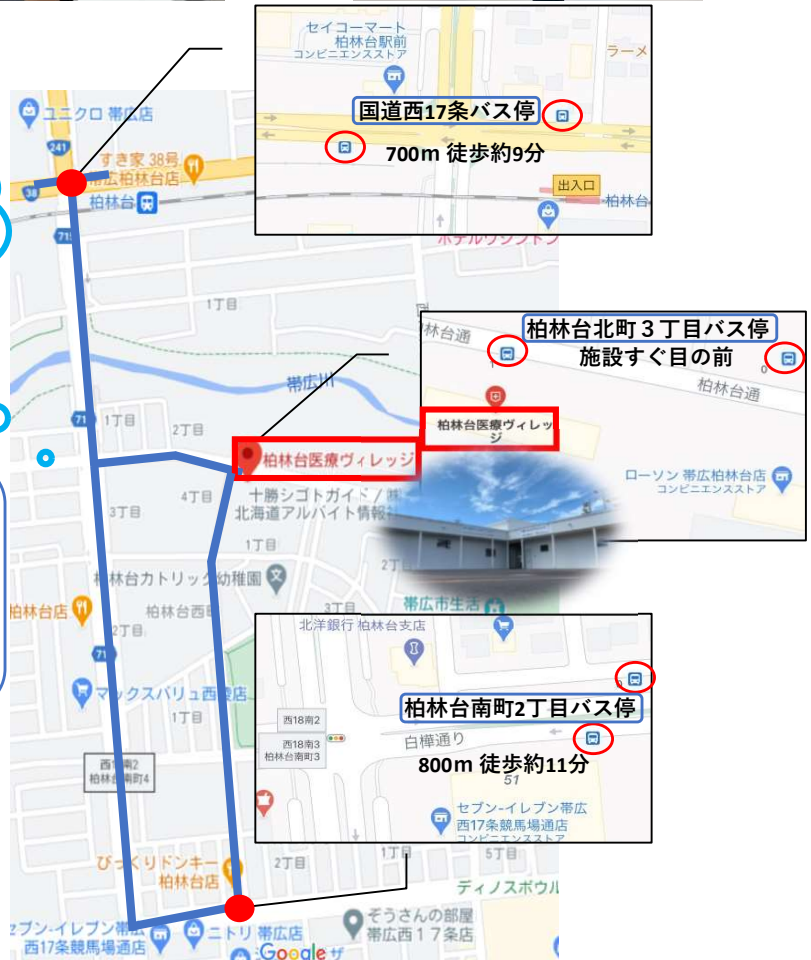 セイコーマート
柏林台駅前
コンビニエンスストア
ラーメ
国道西17条バス停
700m 徒歩約9分
出入口
柏林台
ホテルワシントン
ユニクロ 帯広店
241
すき家 38号
帯広柏林台店
38
柏林台
715
1丁目
柏林台通
柏林台北町３丁目バス停
施設すぐ目の前
柏林台通
帯広川
柏林台医療ヴィレッ
ジ
71
1丁目
2丁目
柏林台医療ヴィレッジ
ローソン 帯広柏林台店
コンビニエンスストア
4丁目
3丁目
十勝シゴトガイド / ㈱
北海道アルバイト情報社
1丁目
柏林台カトリック幼稚園
2丁
3丁目
柏林台店
柏林台西町
帯広市生活
2丁目
71
北洋銀行 柏林台支店
マックスバリュ西陵店
柏林台南町2丁目バス停
1丁目
西18南2
西18南3
柏林台南町3
白樺通り
800m 徒歩約11分
51
柏林台南町4
セブン-イレブン帯広
西17条競馬場通店
コンビニエンスストア
びっくりドンキー
柏林台店
2丁目
1丁目
5丁目
ディノスボウル
セブン-イレブン帯広
西17条競馬場通店
ニトリ 帯広店
ぞうさんの部屋
帯広西１７条店
Google